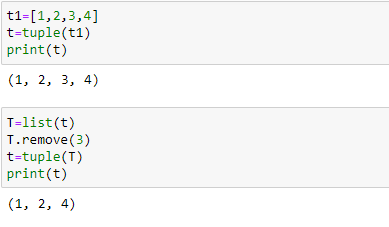 t1=[1,2,3,4]
t=tuple(t1)
print(t)
(1, 2, 3, 4)
T=list(t)
T.remove(3)
t=tuple(T)
print(t)
(1, 2, 4)